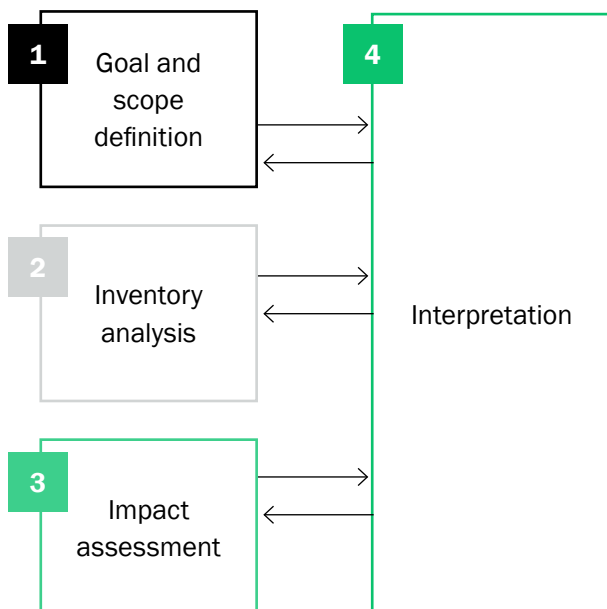 1
Goal and
scope
definition
2
Inventory
analysis
3
Impact
assessment
4
Interpretation